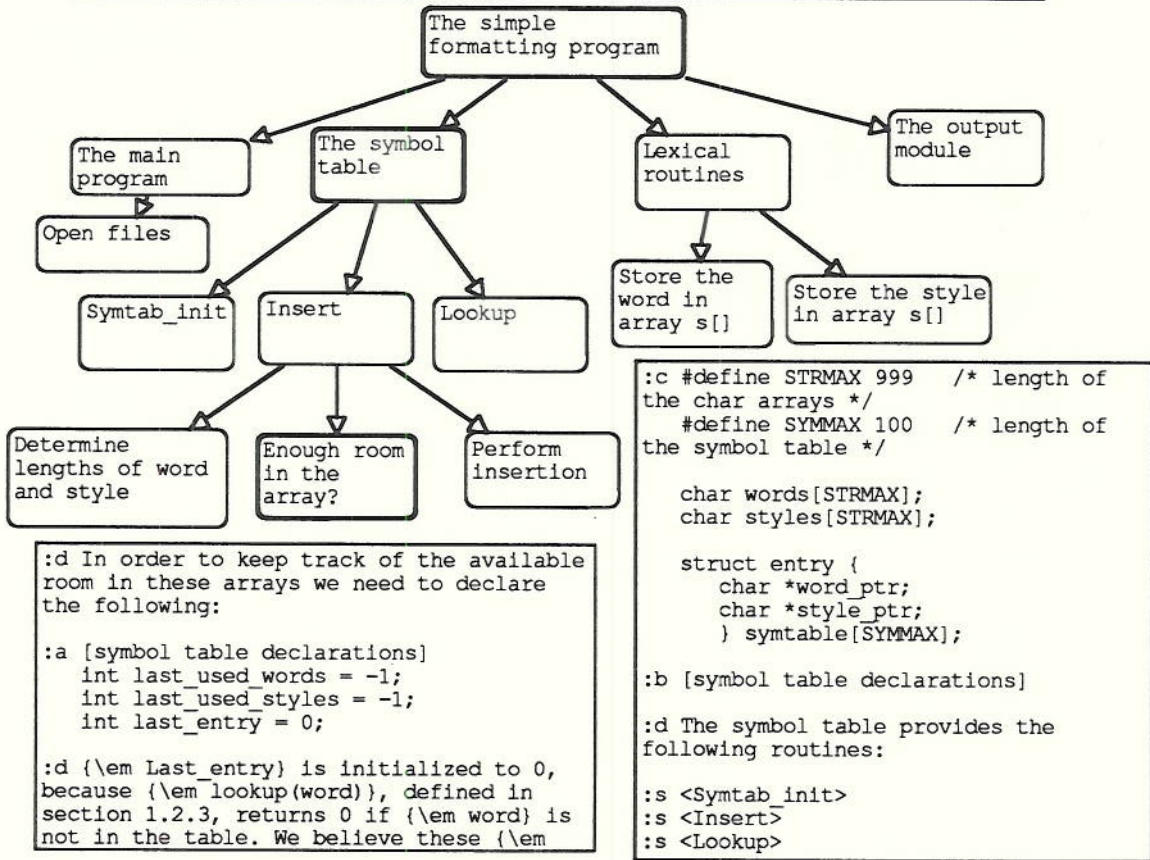 The simple
formatting program
The main
program
The symbol
table
Lexical
routines
The output
module
Open files
Symtab_init
Insert
Lookup
Store the
word in
array s[]
Store the style
in array s[]
Determine
lengths of word
and style
Enough room
in the
array?
Perform
insertion
:d In order to keep track of the available
room in these arrays we need to declare
the following:
:a [symbol table declarations]
int last_used_words = -1;
int last_used_styles = -1;
int last_entry = 0;
:d {\em Last_entry} is initialized to 0,
because {\em lookup(word)}, defined in
section 1.2.3, returns 0 if {\em word} is
not in the table. We believe these {\em
:c #define STRMAX 999 /* length of
the char arrays */
#define SYMMAX 100 /* length of
the symbol table */
char words[STRMAX];
char styles[STRMAX];
struct entry {
char *word_ptr;
char *style_ptr;
} symtable[SYMMAX];
:b [symbol table declarations]
:d The symbol table provides the
following routines:
:s <Symtab_init>
:s <Insert>
:s <Lookup>